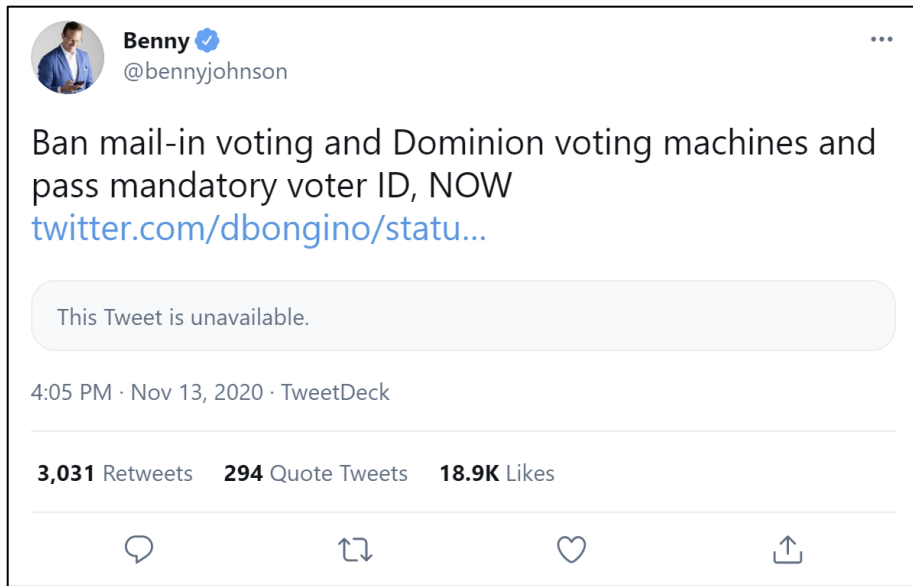 Benny
@bennyjohnson
Ban mail-in voting and Dominion voting machines and
pass mandatory voter ID, NOW
twitter.com/dbongino/statu...
This Tweet is unavailable.
4:05 PM · Nov 13, 2020 · TweetDeck
3,031 Retweets 294 Quote Tweets 18.9K Likes